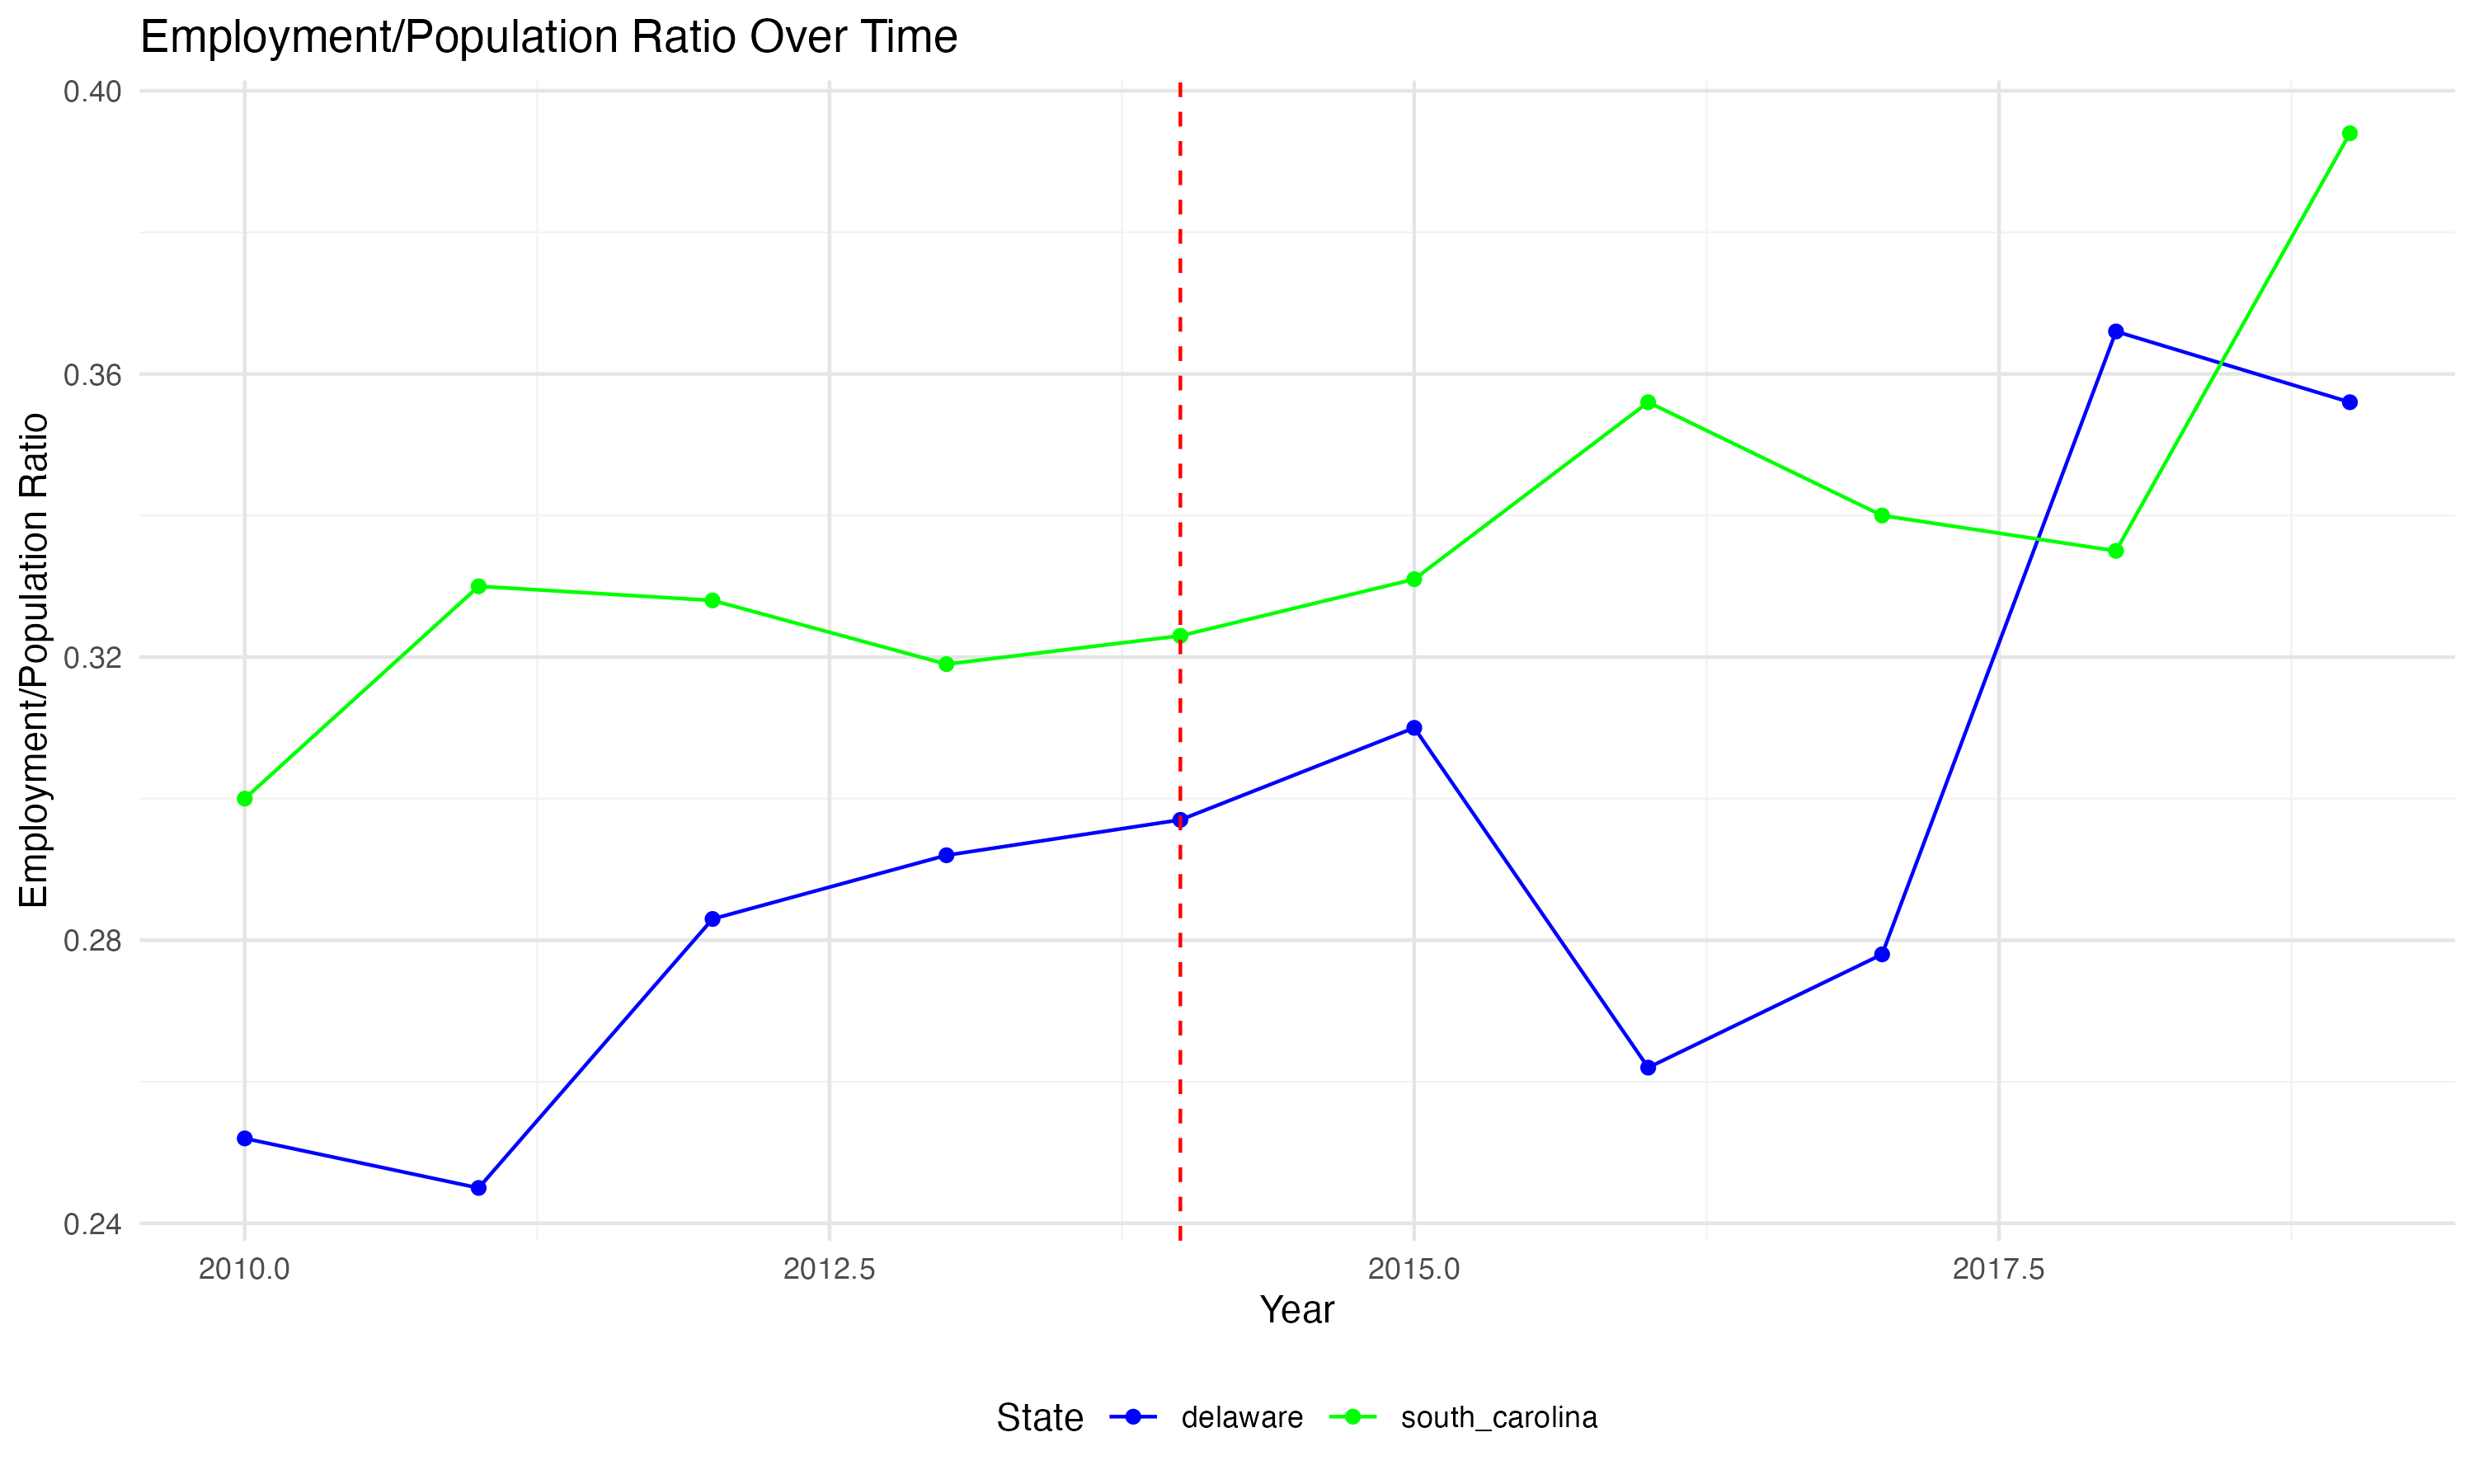 Employment/Population Ratio Over Time
Employment/Population Ratio
0.40
0.36
0.32
0.28
0.24
2010.0 2012.5 2015.0 2017.5
Year
State delaware south_carolina